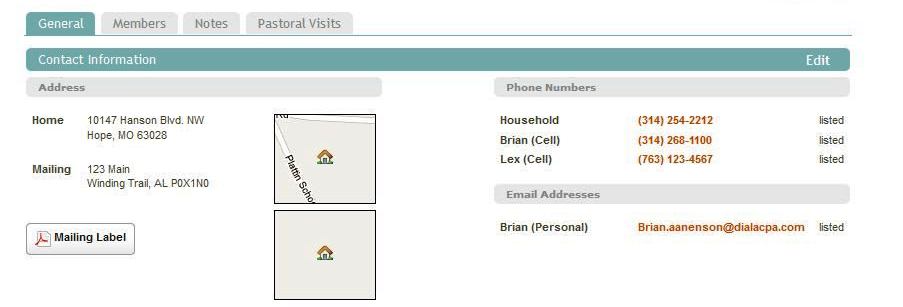 General Members Notes Pastoral Visits
Contact Information Edit
Address
Home 10147 Hanson Blvd. NW
Hope, MO 63028
Mailing 123 Main
Winding Trail, AL P0X1N0
Mailing Label
Rd
Plattin Schoo
Phone Numbers
Household (314) 254-2212 listed
Brian (Cell) (314) 268-1100 listed
Lex (Cell) (763) 123-4567 listed
Email Addresses
Brian (Personal) Brian.aanenson@dialacpa.com listed